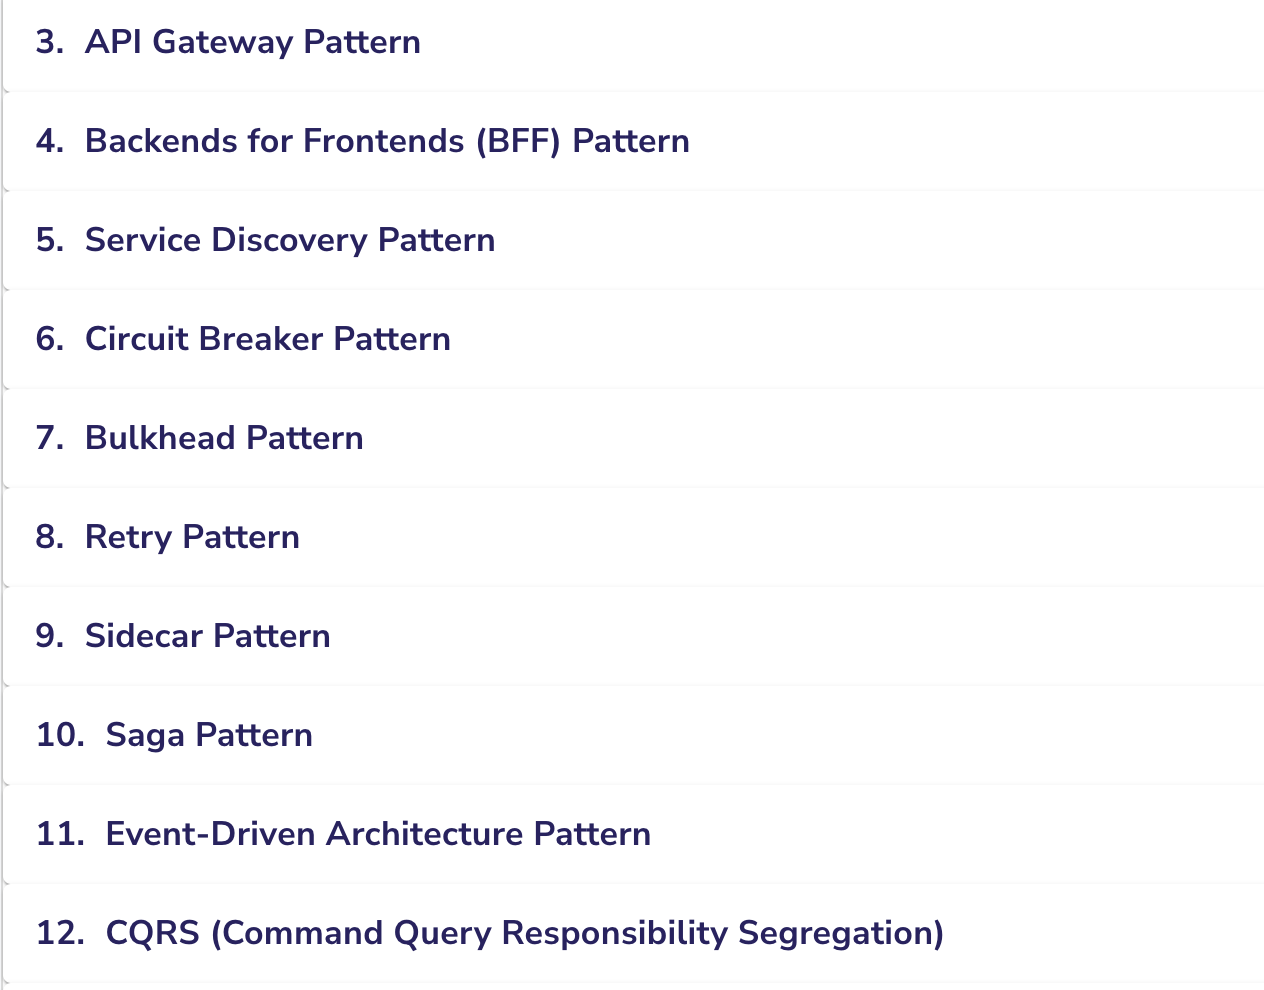 3. API Gateway Pattern
4. Backends for Frontends (BFF) Pattern
5. Service Discovery Pattern
6. Circuit Breaker Pattern
7. Bulkhead Pattern
8. Retry Pattern
9. Sidecar Pattern
10. Saga Pattern
11. Event-Driven Architecture Pattern
12. CQRS (Command Query Responsibility Segregation)